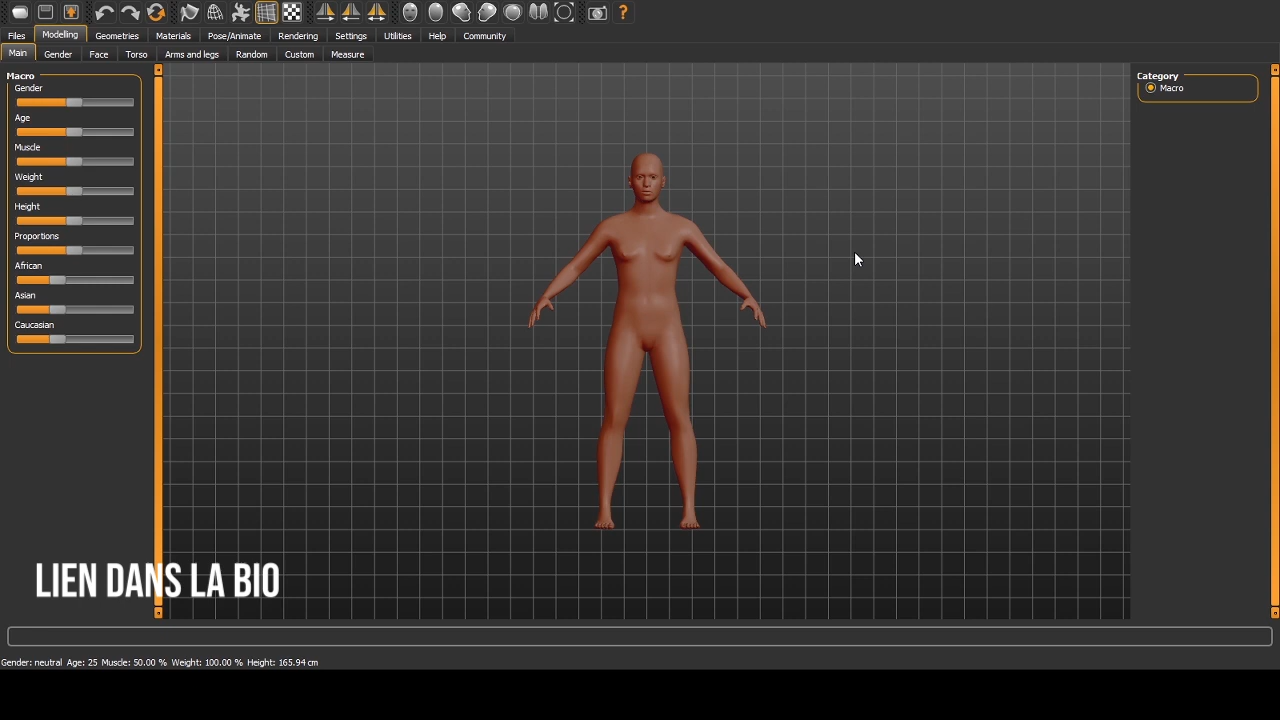 Files Modeling Geometries Materials Pose/Animate Rendering Settings Utilities Help Community
Main Gender Face Torso Arms and legs Random Custom Measure
Macro
Gender
Age
Muscle
Weight
Height
Proportions
African
Asian
Caucasian
Category
Macro
LIEN DANS LA BIO
Gender: neutral Age: 25 Muscle: 50.00 % Weight: 100.00 % Height: 165.94 cm